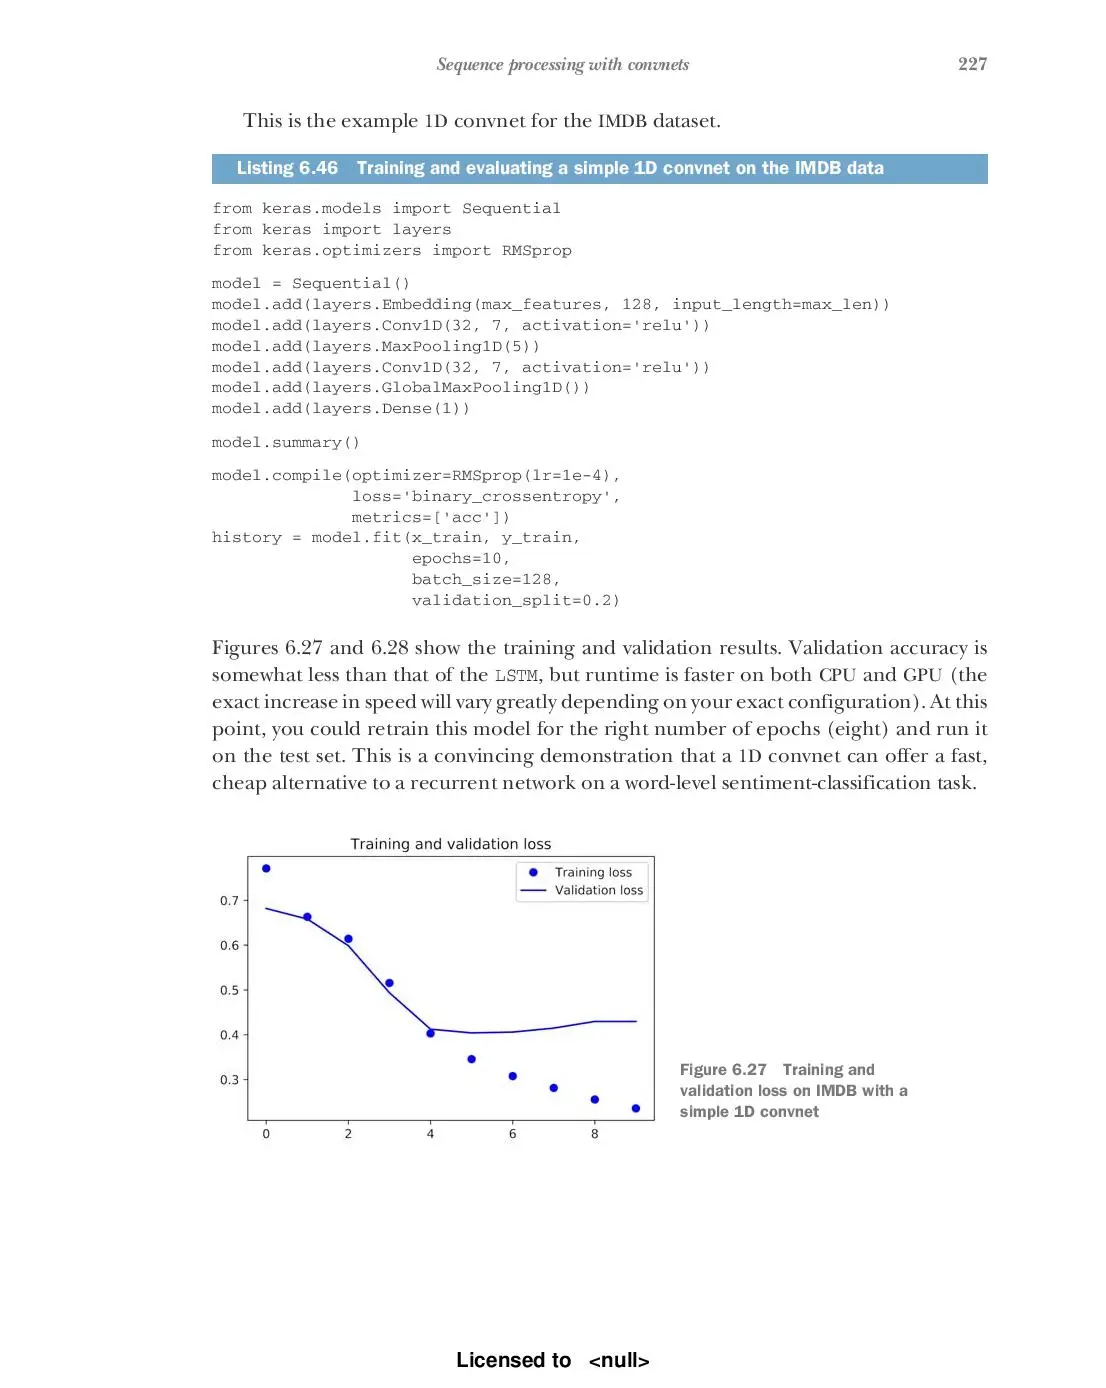 Sequence processing with convnets 227
This is the example 1D convnet for the IMDB dataset.
Listing 6.46 Training and evaluating a simple 1D convnet on the IMDB data
from keras.models import Sequential
from keras import layers
from keras.optimizers import RMSprop
model = Sequential()
model.add(layers.Embedding(max_features, 128, input_length=max_len))
model.add(layers.Conv1D(32, 7, activation='relu'))
model.add(layers.MaxPooling1D(5))
model.add(layers.Conv1D(32, 7, activation='relu'))
model.add(layers.GlobalMaxPooling1D())
model.add(layers.Dense(1))
model.summary()
model.compile(optimizer=RMSprop(lr=1e-4),
loss='binary_crossentropy',
metrics=['acc'])
history = model.fit(x_train, y_train,
epochs=10,
batch_size=128,
validation_split=0.2)
Figures 6.27 and 6.28 show the training and validation results. Validation accuracy is
somewhat less than that of the LSTM, but runtime is faster on both CPU and GPU (the
exact increase in speed will vary greatly depending on your exact configuration). At this
point, you could retrain this model for the right number of epochs (eight) and run it
on the test set. This is a convincing demonstration that a 1D convnet can offer a fast,
cheap alternative to a recurrent network on a word-level sentiment-classification task.
Training and validation loss
Training loss
Validation loss
0.7
0.6
0.5
0.4
0.3
0 2 4 6 8
Figure 6.27 Training and
validation loss on IMDB with a
simple 1D convnet
Licensed to <null>